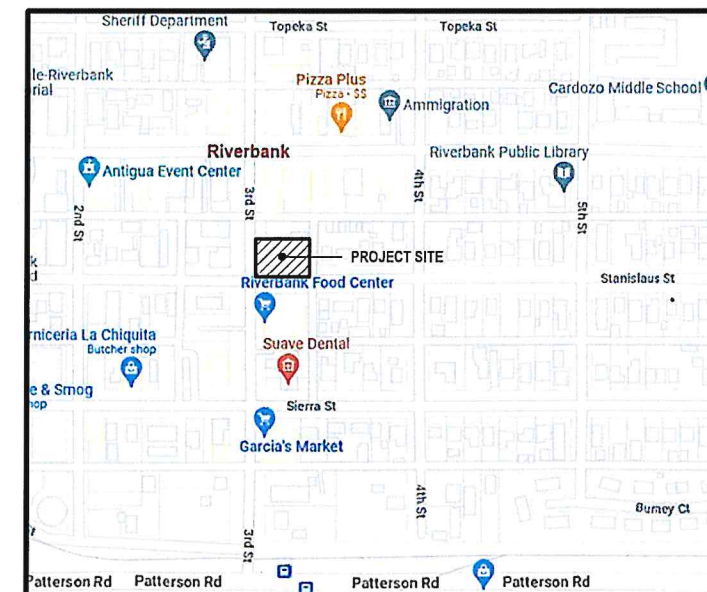 Sheriff Department
Topeka St
Topeka St
le-Riverbank
Pizza Plus
Pizza • $$
Ammigration
Cardozo Middle School
Riverbank
Riverbank Public Library
Antigua Event Center
2nd St
3rd St
4th St
5th St
PROJECT SITE
RiverBank Food Center
Stanislaus St
rniceria La Chiquita
Butcher shop
Suave Dental
e & Smog
Sierra St
Garcia's Market
4th St
Burney Ct
3rd St
Patterson Rd
Patterson Rd
Patterson Rd
Patterson Rd